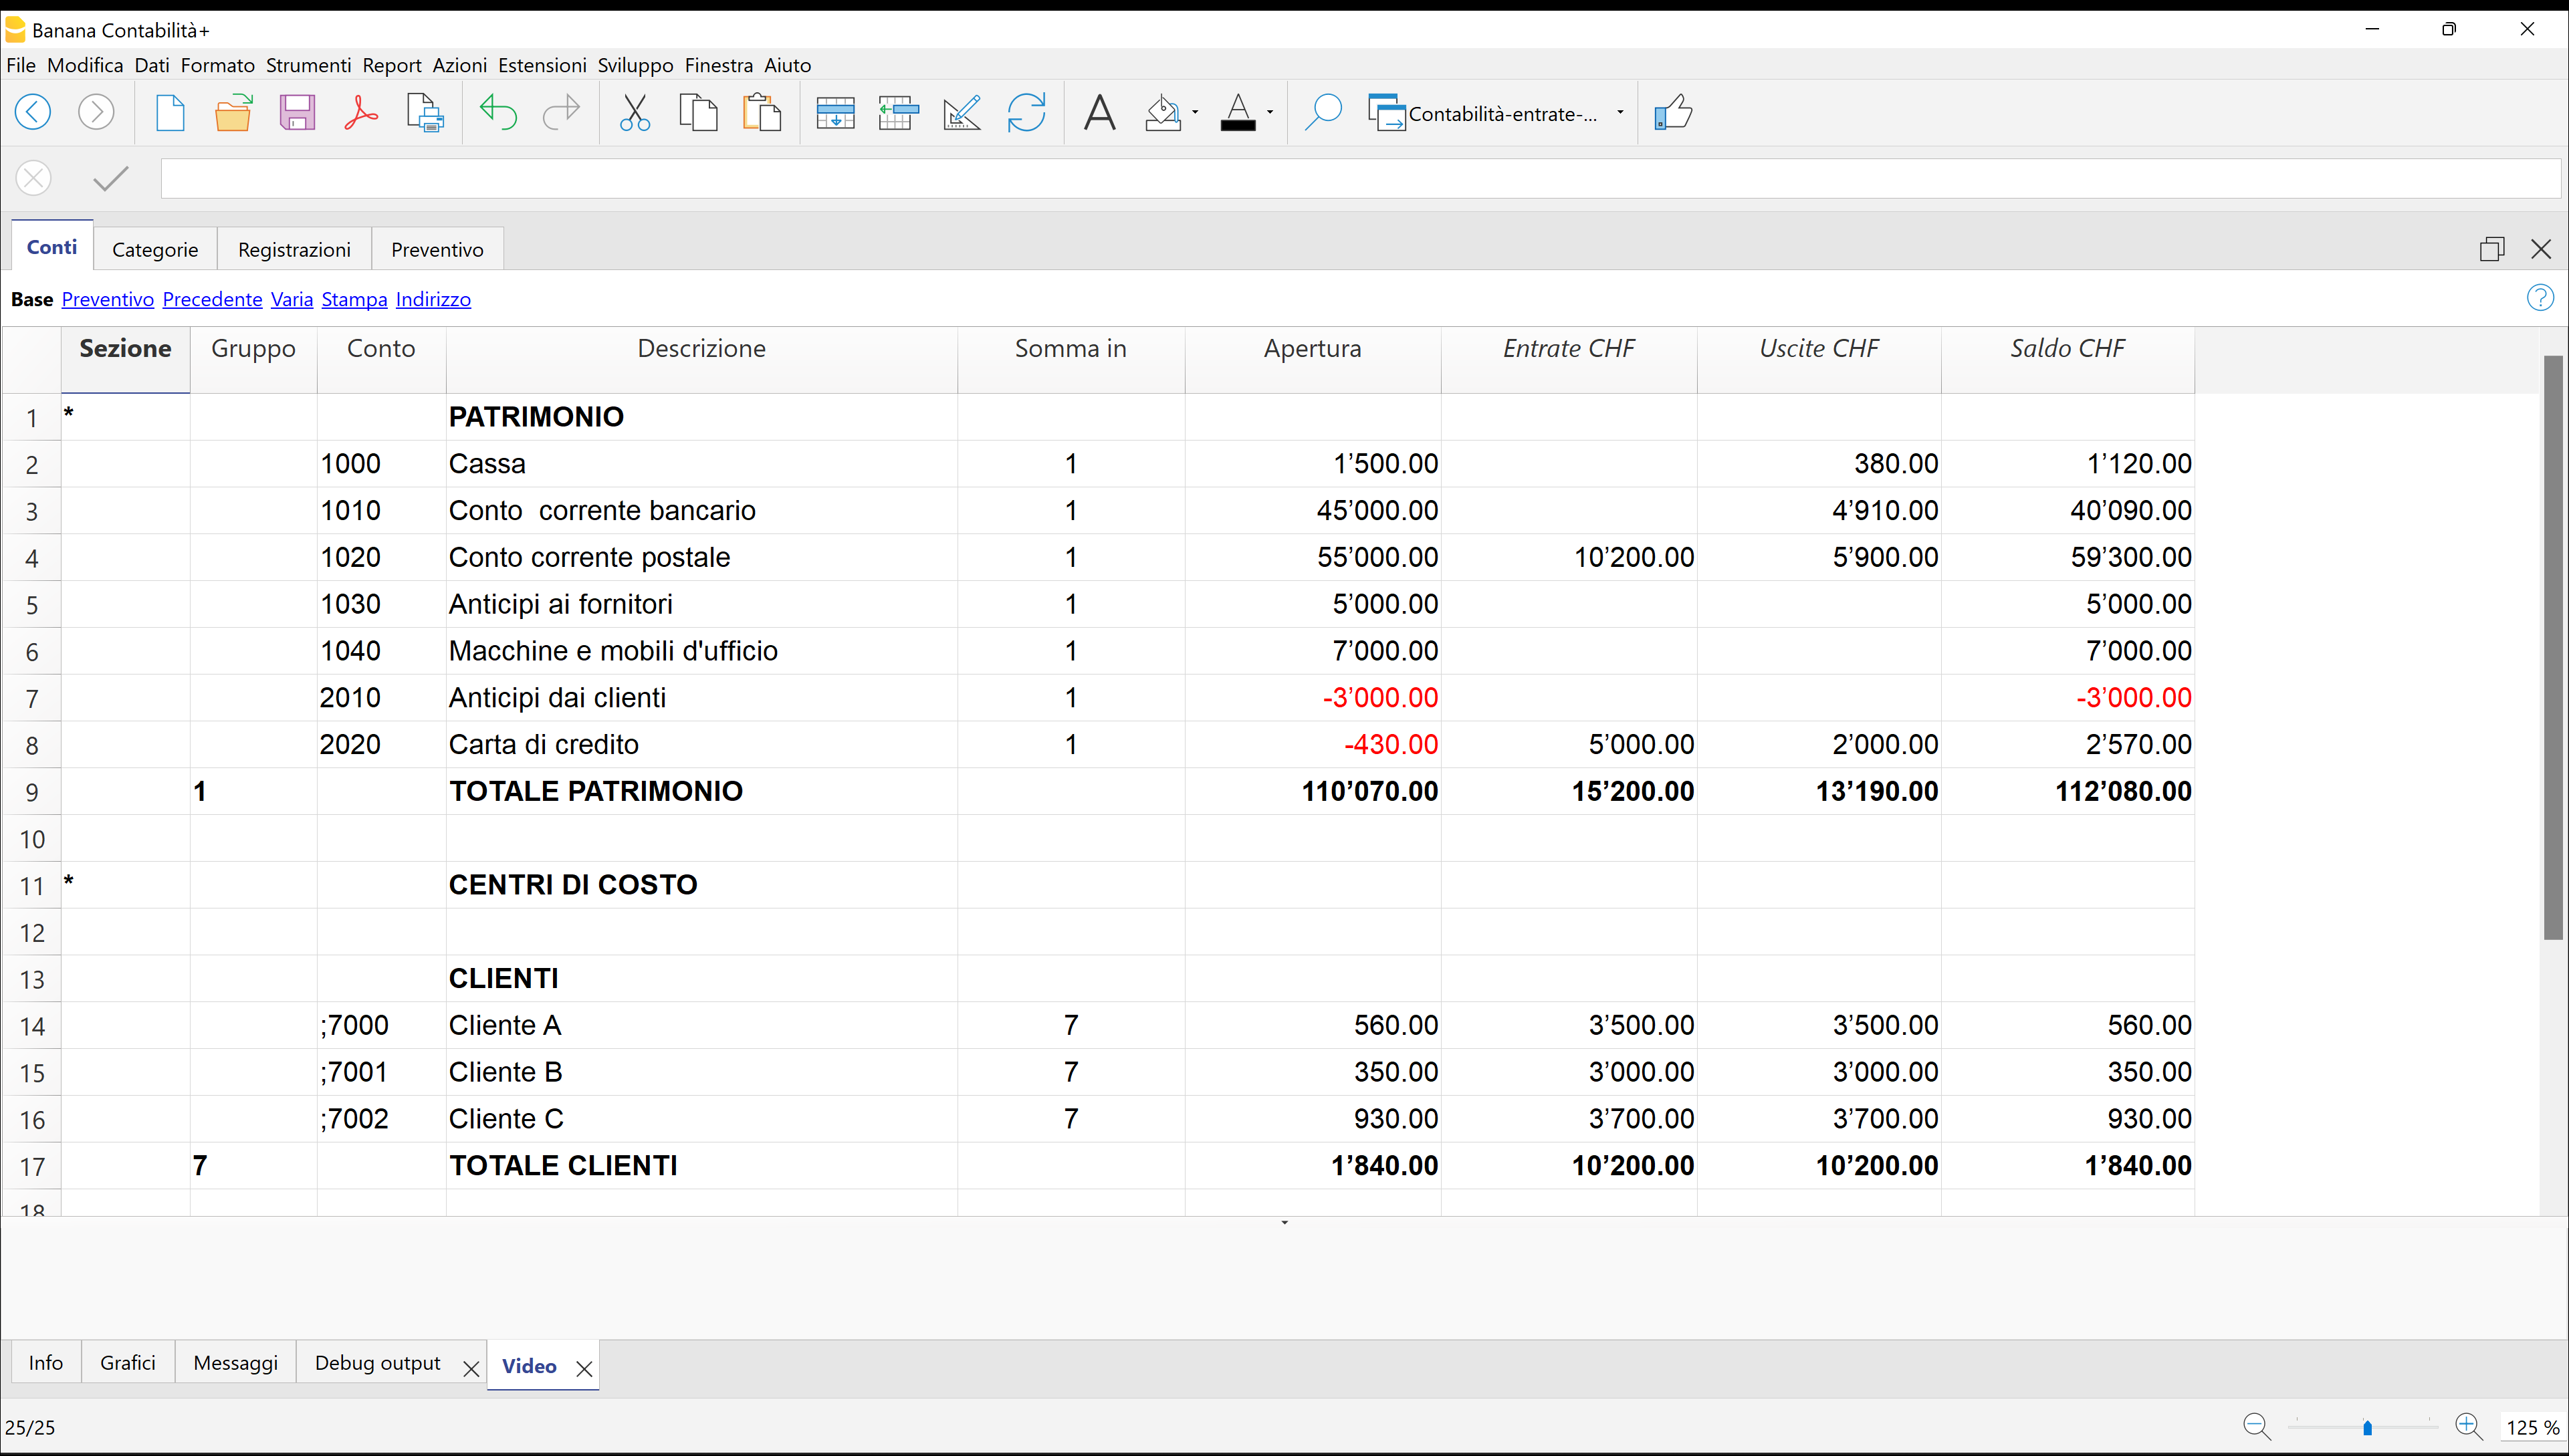 Banana Contabilità+
File Modifica Dati Formato Strumenti Report Azioni Estensioni Sviluppo Finestra Aiuto
Contabilità-entrate-...
Conti Categorie Registrazioni Preventivo
Base Preventivo Precedente Varia Stampa Indirizzo
Sezione Gruppo Conto Descrizione Somma in Apertura Entrate CHF Uscite CHF Saldo CHF
1 * PATRIMONIO
2 1000 Cassa 1 1’500.00 380.00 1’120.00
3 1010 Conto  corrente bancario 1 45’000.00 4’910.00 40’090.00
4 1020 Conto corrente postale 1 55’000.00 10’200.00 5’900.00 59’300.00
5 1030 Anticipi ai fornitori 1 5’000.00 5’000.00
6 1040 Macchine e mobili d'ufficio 1 7’000.00 7’000.00
7 2010 Anticipi dai clienti 1 -3’000.00 -3’000.00
8 2020 Carta di credito 1 -430.00 5’000.00 2’000.00 2’570.00
9 1 TOTALE PATRIMONIO 110’070.00 15’200.00 13’190.00 112’080.00
10
11 * CENTRI DI COSTO
12
13 CLIENTI
14 ;7000 Cliente A 7 560.00 3’500.00 3’500.00 560.00
15 ;7001 Cliente B 7 350.00 3’000.00 3’000.00 350.00
16 ;7002 Cliente C 7 930.00 3’700.00 3’700.00 930.00
17 7 TOTALE CLIENTI 1’840.00 10’200.00 10’200.00 1’840.00
18
Info Grafici Messaggi Debug output Video
25/25 125 %